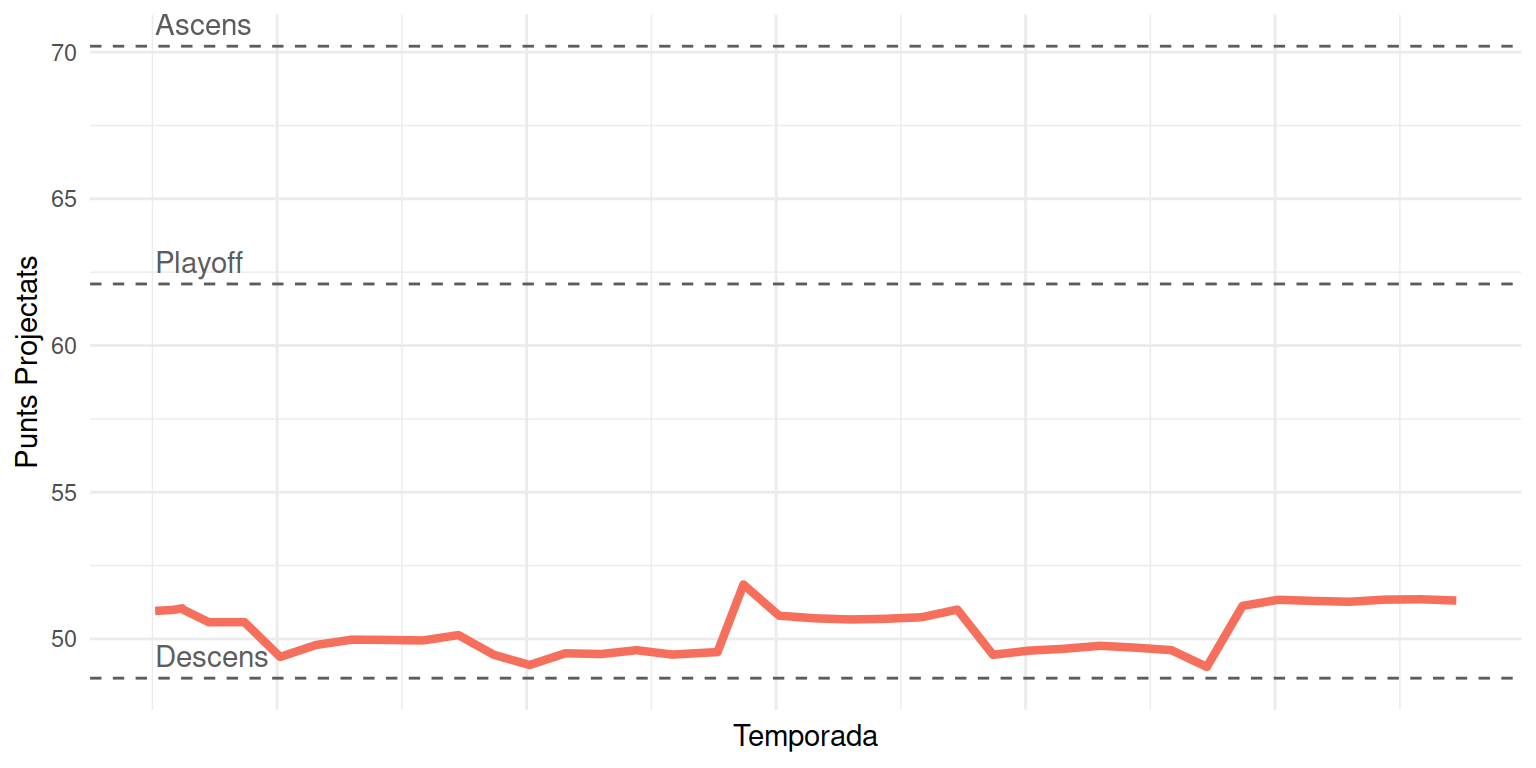 Ascens
70
65
Playoff
60
55
50
Descens
Punts Projectats
Temporada